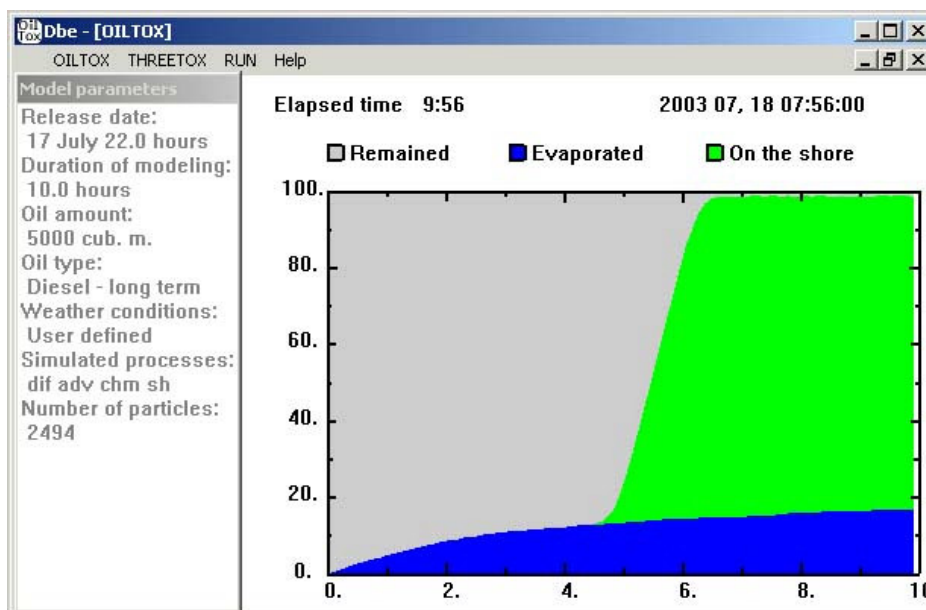 Oil Tox Dbe - [OILTOX]
OILTOX THREETOX RUN Help
Model parameters
Release date:
17 July 22.0 hours
Duration of modeling:
10.0 hours
Oil amount:
5000 cub. m.
Oil type:
Diesel - long term
Weather conditions:
User defined
Simulated processes:
dif adv chm sh
Number of particles:
2494
Elapsed time 9:56 2003 07, 18 07:56:00
Remained Evaporated On the shore
100.
80.
60.
40.
20.
0.
0. 2. 4. 6. 8. 10